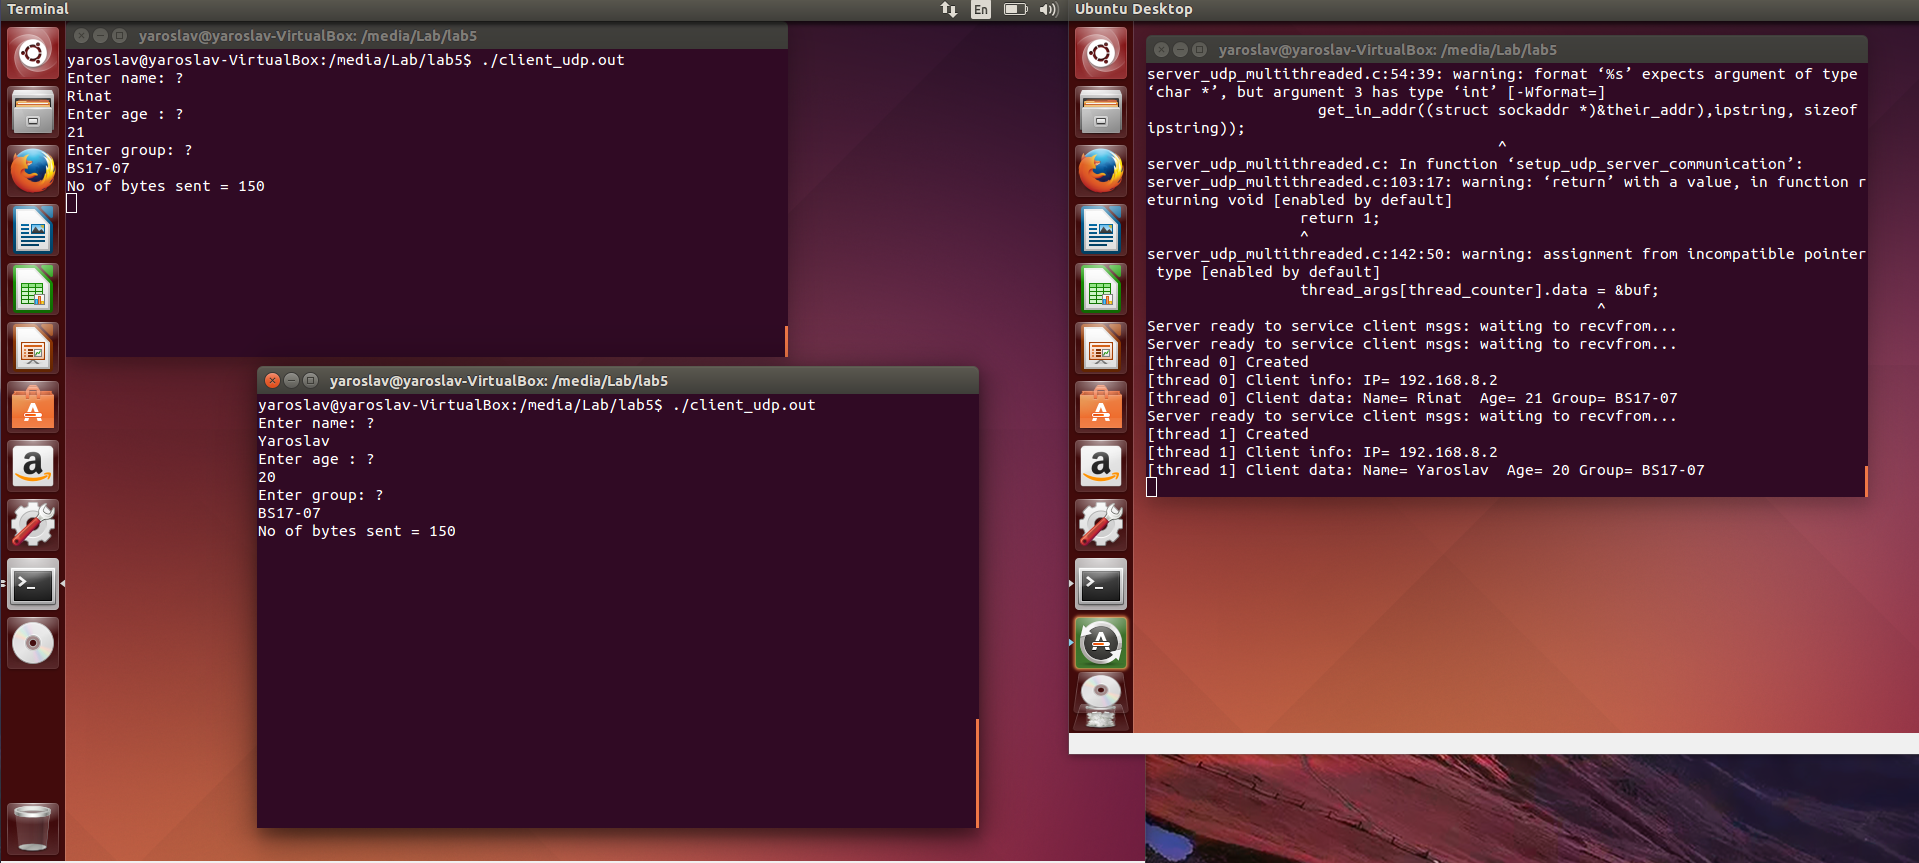 Terminal
En
yaroslav@yaroslav-VirtualBox: /media/Lab/lab5
yaroslav@yaroslav-VirtualBox:/media/Lab/lab5$ ./client_udp.out
Enter name: ?
Rinat
Enter age : ?
21
Enter group: ?
BS17-07
No of bytes sent = 150
yaroslav@yaroslav-VirtualBox: /media/Lab/lab5
yaroslav@yaroslav-VirtualBox:/media/Lab/lab5$ ./client_udp.out
Enter name: ?
Yaroslav
Enter age : ?
20
Enter group: ?
BS17-07
No of bytes sent = 150
Ubuntu Desktop
yaroslav@yaroslav-VirtualBox: /media/Lab/lab5
server_udp_multithreaded.c:54:39: warning: format ‘%s’ expects argument of type
‘char *’, but argument 3 has type ‘int’ [-Wformat=]
get_in_addr((struct sockaddr *)&their_addr),ipstring, sizeof
ipstring));
^
server_udp_multithreaded.c: In function ‘setup_udp_server_communication’:
server_udp_multithreaded.c:103:17: warning: ‘return’ with a value, in function r
eturning void [enabled by default]
return 1;
^
server_udp_multithreaded.c:142:50: warning: assignment from incompatible pointer
type [enabled by default]
thread_args[thread_counter].data = &buf;
^
Server ready to service client msgs: waiting to recvfrom...
Server ready to service client msgs: waiting to recvfrom...
[thread 0] Created
[thread 0] Client info: IP= 192.168.8.2
[thread 0] Client data: Name= Rinat  Age= 21 Group= BS17-07
Server ready to service client msgs: waiting to recvfrom...
[thread 1] Created
[thread 1] Client info: IP= 192.168.8.2
[thread 1] Client data: Name= Yaroslav  Age= 20 Group= BS17-07